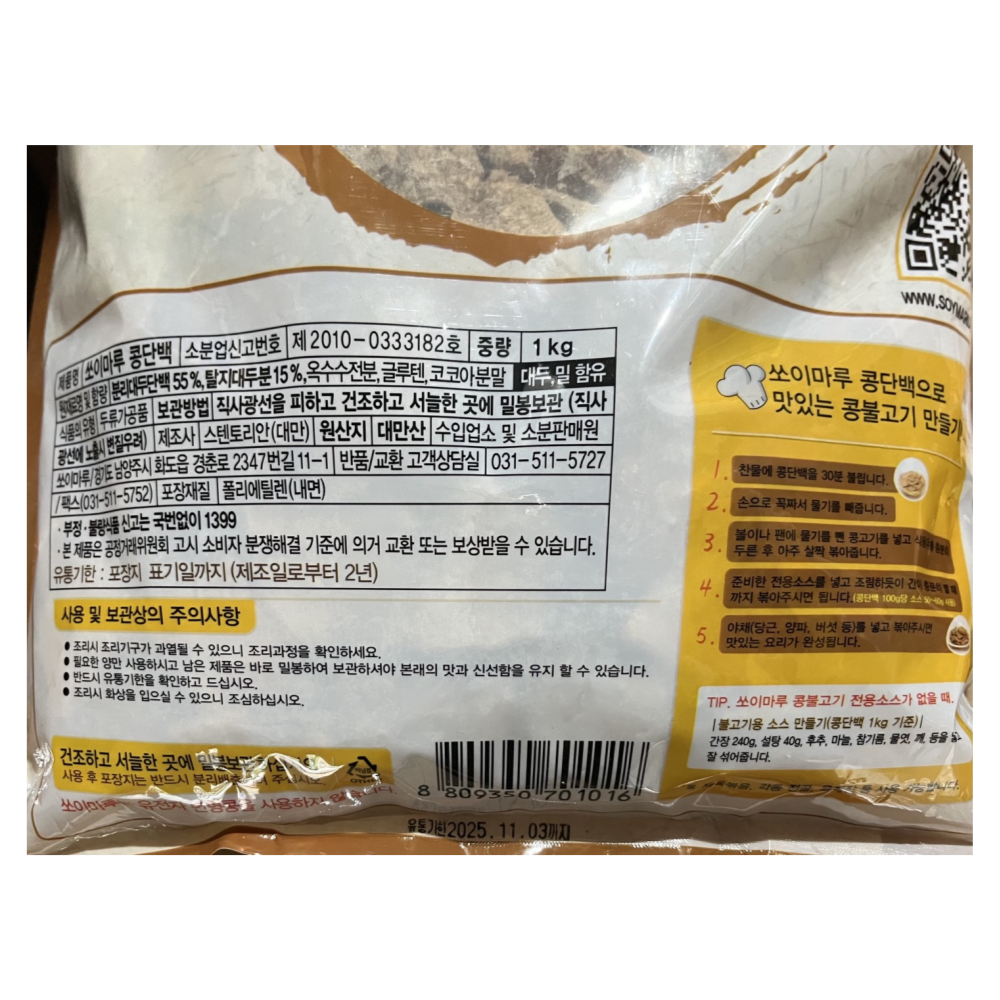 WWW.SOYMAR
제품명 쏘이마루 콩단백 소분업신고번호 제 2010-0333182호 중량 1kg
원재료명 및 함량 분리대두단백 55%, 탈지대두분 15%, 옥수수전분, 글루텐, 코코아분말 대두, 밀 함유
식품의 유형 두류가공품 보관방법 직사광선을 피하고 건조하고 서늘한 곳에 밀봉보관 (직사
광선에 노출시 변질우려) 제조사 스텐토리안(대만) 원산지 대만산 수입업소 및 소분판매원
쏘이마루/경기도 남양주시 화도읍 경춘로 2347번길 11-1 반품/교환 고객상담실 031-511-5727
/팩스(031-511-5752) 포장재질 폴리에틸렌(내면)
· 부정·불량식품 신고는 국번없이 1399
· 본 제품은 공정거래위원회 고시 소비자 분쟁해결 기준에 의거 교환 또는 보상받을 수 있습니다.
유통기한 : 포장지 표기일까지 (제조일로부터 2년)
사용 및 보관상의 주의사항
● 조리시 조리기구가 과열될 수 있으니 조리과정을 확인하세요.
● 필요한 양만 사용하시고 남은 제품은 바로 밀봉하여 보관하셔야 본래의 맛과 신선함을 유지 할 수 있습니다.
● 반드시 유통기한을 확인하고 드십시오.
● 조리시 화상을 입으실 수 있으니 조심하십시오.
건조하고 서늘한 곳에 밀봉보관
사용 후 포장지는 반드시 분리배출
쏘이마루 유전자 사용하지 않습니다.
8 809350 701016
유통기한2025.11.03까지
쏘이마루 콩단백으로
맛있는 콩불고기 만들기
1. 찬물에 콩단백을 30분 불립니다.
2. 손으로 꼭짜서 물기를 빼줍니다.
3. 볼이나 팬에 물기를 뺀 콩고기를 넣고
두른 후 아주 살짝 볶아줍니다.
4. 준비한 전용소스를 넣고 조림하듯이 간이
까지 볶아주시면 됩니다.(콩단백 100g당 소스
5. 야채(당근, 양파, 버섯 등)를 넣고 볶아주시면
맛있는 요리가 완성됩니다.
TIP. 쏘이마루 콩불고기 전용소스가 없을 때.
|불고기용 소스 만들기(콩단백 1kg 기준)|
간장 240g, 설탕 40g, 후추, 마늘, 참기름, 물엿, 깨, 등을
잘 섞어줍니다.